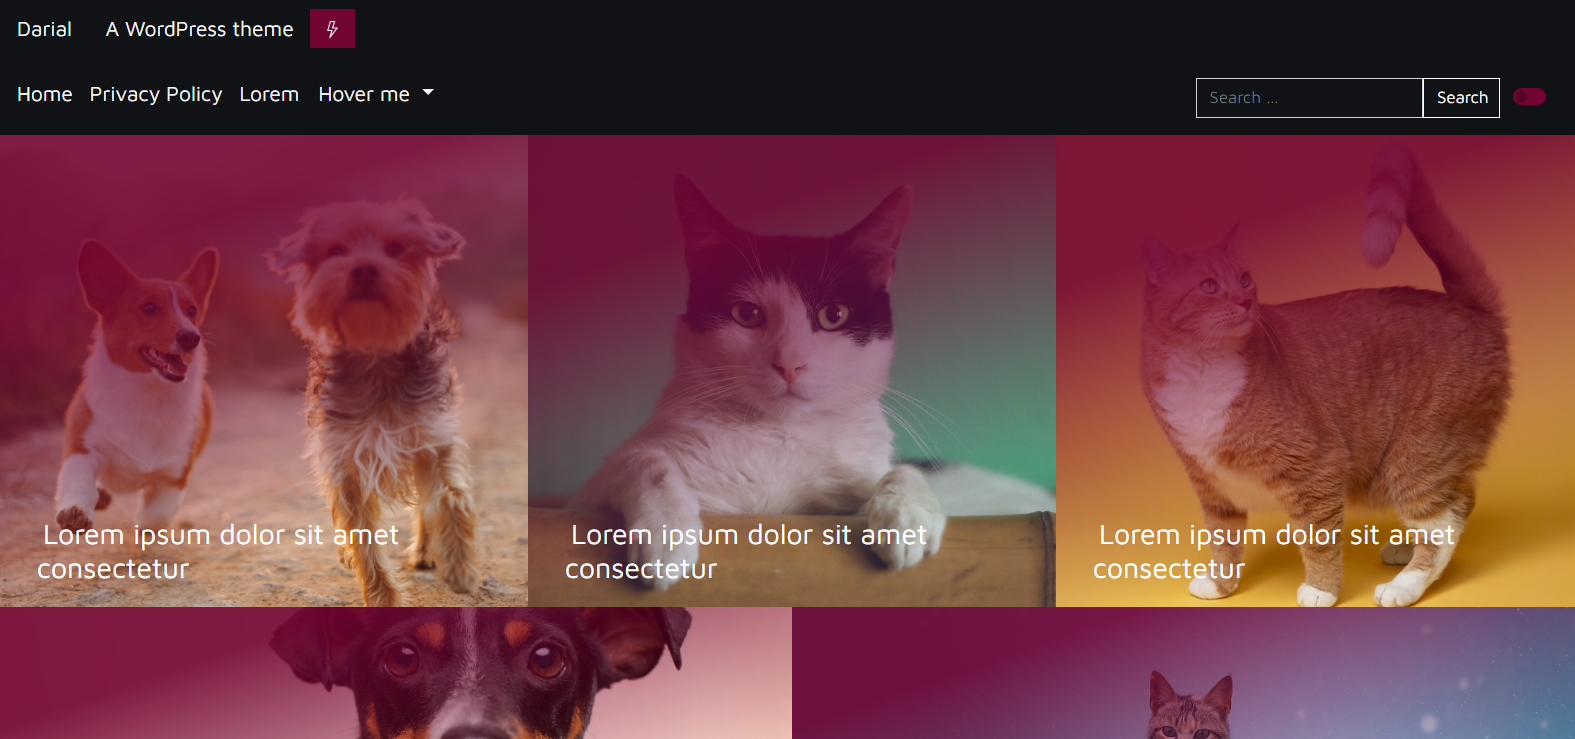 Darial A WordPress theme
Home Privacy Policy Lorem Hover me
Search ... Search
Lorem ipsum dolor sit amet
consectetur
Lorem ipsum dolor sit amet
consectetur
Lorem ipsum dolor sit amet
consectetur